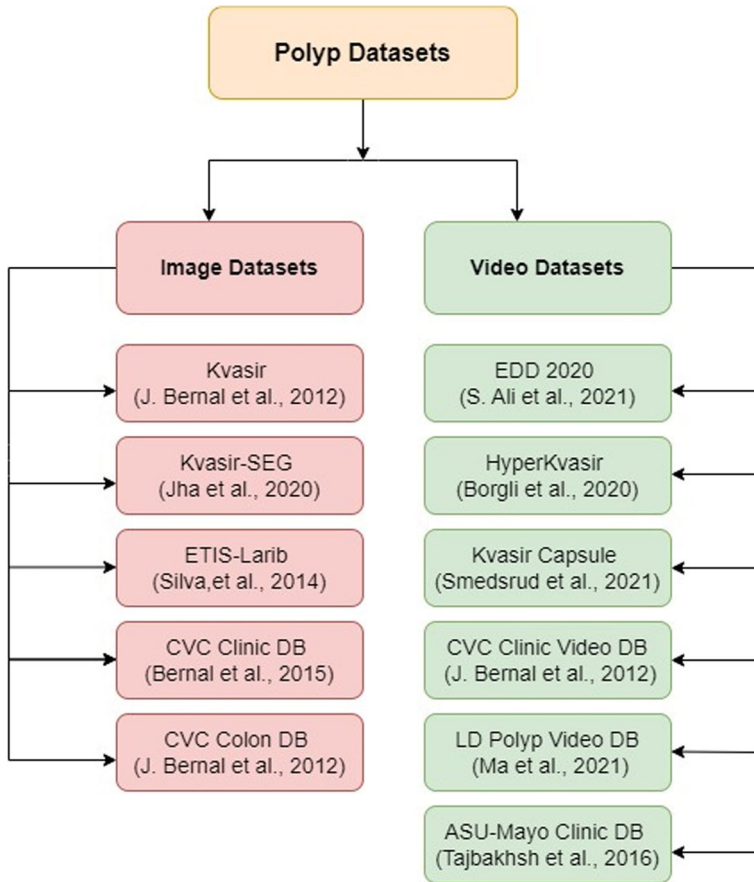 Polyp Datasets
Image Datasets
Video Datasets
Kvasir
(J. Bernal et al., 2012)
Kvasir-SEG
(Jha et al., 2020)
ETIS-Larib
(Silva,et al., 2014)
CVC Clinic DB
(Bernal et al., 2015)
CVC Colon DB
(J. Bernal et al., 2012)
EDD 2020
(S. Ali et al., 2021)
HyperKvasir
(Borgli et al., 2020)
Kvasir Capsule
(Smedsrud et al., 2021)
CVC Clinic Video DB
(J. Bernal et al., 2012)
LD Polyp Video DB
(Ma et al., 2021)
ASU-Mayo Clinic DB
(Tajbakhsh et al., 2016)